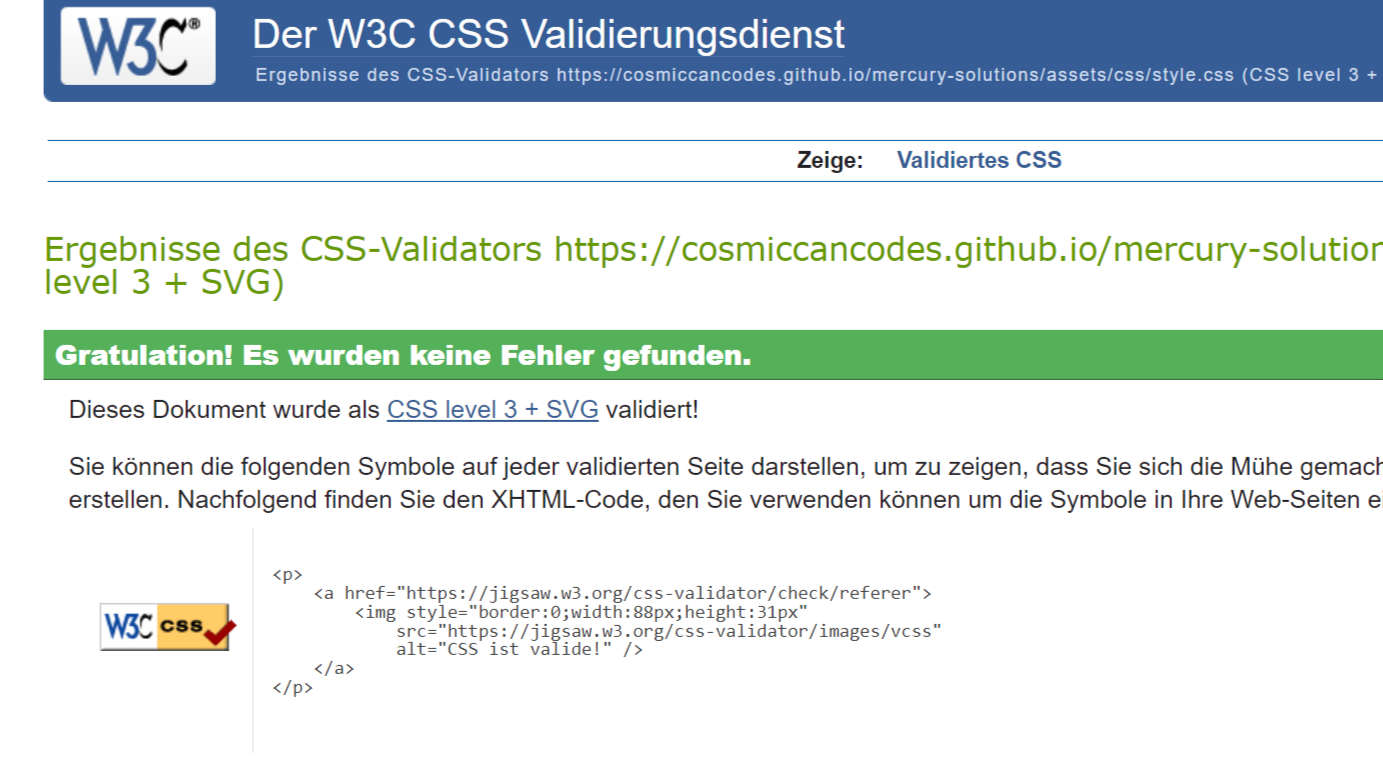 W3C®
Der W3C CSS Validierungsdienst
Ergebnisse des CSS-Validators https://cosmiccancodes.github.io/mercury-solutions/assets/css/style.css (CSS level 3 +
Zeige: Validiertes CSS
Ergebnisse des CSS-Validators https://cosmiccancodes.github.io/mercury-solution
level 3 + SVG)
Gratulation! Es wurden keine Fehler gefunden.
Dieses Dokument wurde als CSS level 3 + SVG validiert!
Sie können die folgenden Symbole auf jeder validierten Seite darstellen, um zu zeigen, dass Sie sich die Mühe gemach
erstellen. Nachfolgend finden Sie den XHTML-Code, den Sie verwenden können um die Symbole in Ihre Web-Seiten e
W3C css
<p>
    <a href="https://jigsaw.w3.org/css-validator/check/referer">
        <img style="border:0;width:88px;height:31px"
            src="https://jigsaw.w3.org/css-validator/images/vcss"
            alt="CSS ist valide!" />
    </a>
</p>